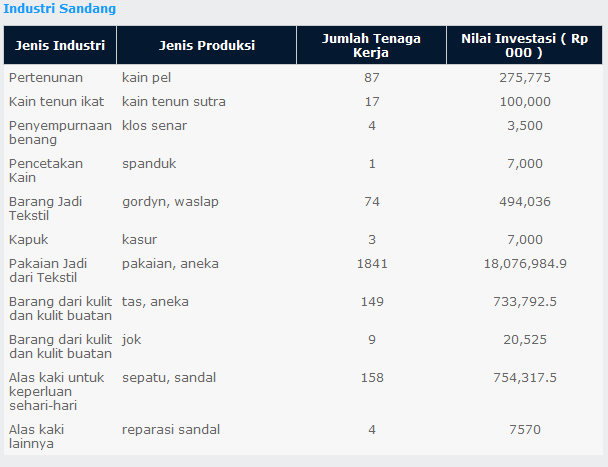 Industri Sandang
Jenis Industri Jenis Produksi Jumlah Tenaga Kerja Nilai Investasi ( Rp 000 )
Pertenunan kain pel 87 275,775
Kain tenun ikat kain tenun sutra 17 100,000
Penyempurnaan benang klos senar 4 3,500
Pencetakan Kain spanduk 1 7,000
Barang Jadi Tekstil gordyn, waslap 74 494,036
Kapuk kasur 3 7,000
Pakaian Jadi dari Tekstil pakaian, aneka 1841 18,076,984.9
Barang dari kulit dan kulit buatan tas, aneka 149 733,792.5
Barang dari kulit dan kulit buatan jok 9 20,525
Alas kaki untuk keperluan sehari-hari sepatu, sandal 158 754,317.5
Alas kaki lainnya reparasi sandal 4 7570